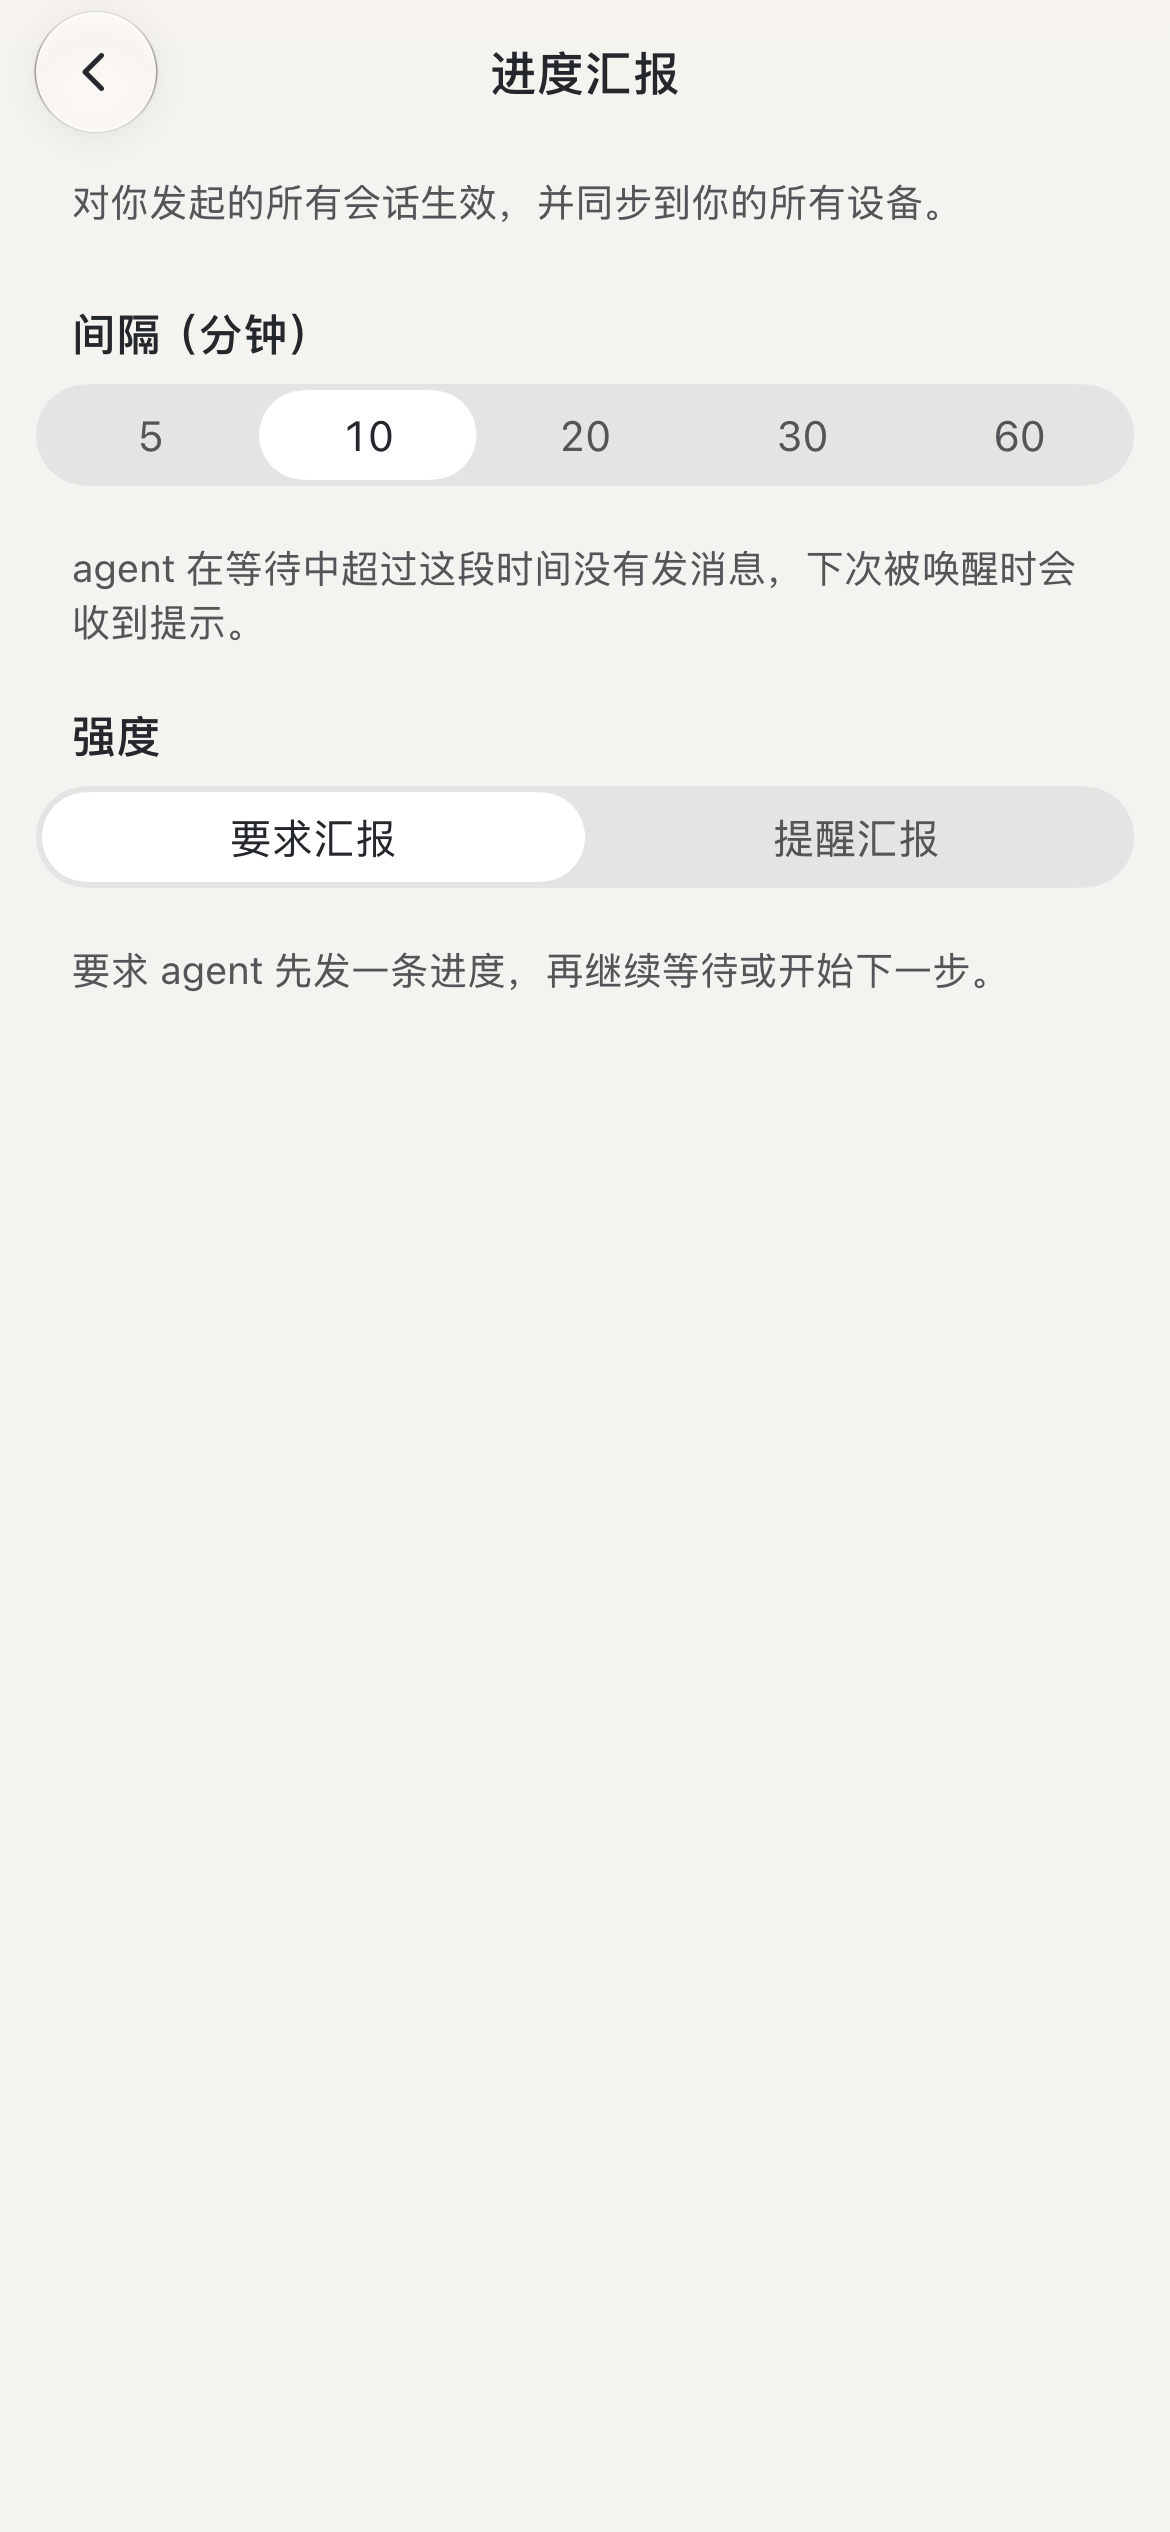 进度汇报
对你发起的所有会话生效，并同步到你的所有设备。
间隔（分钟）
5 10 20 30 60
agent 在等待中超过这段时间没有发消息，下次被唤醒时会
收到提示。
强度
要求汇报 提醒汇报
要求 agent 先发一条进度，再继续等待或开始下一步。